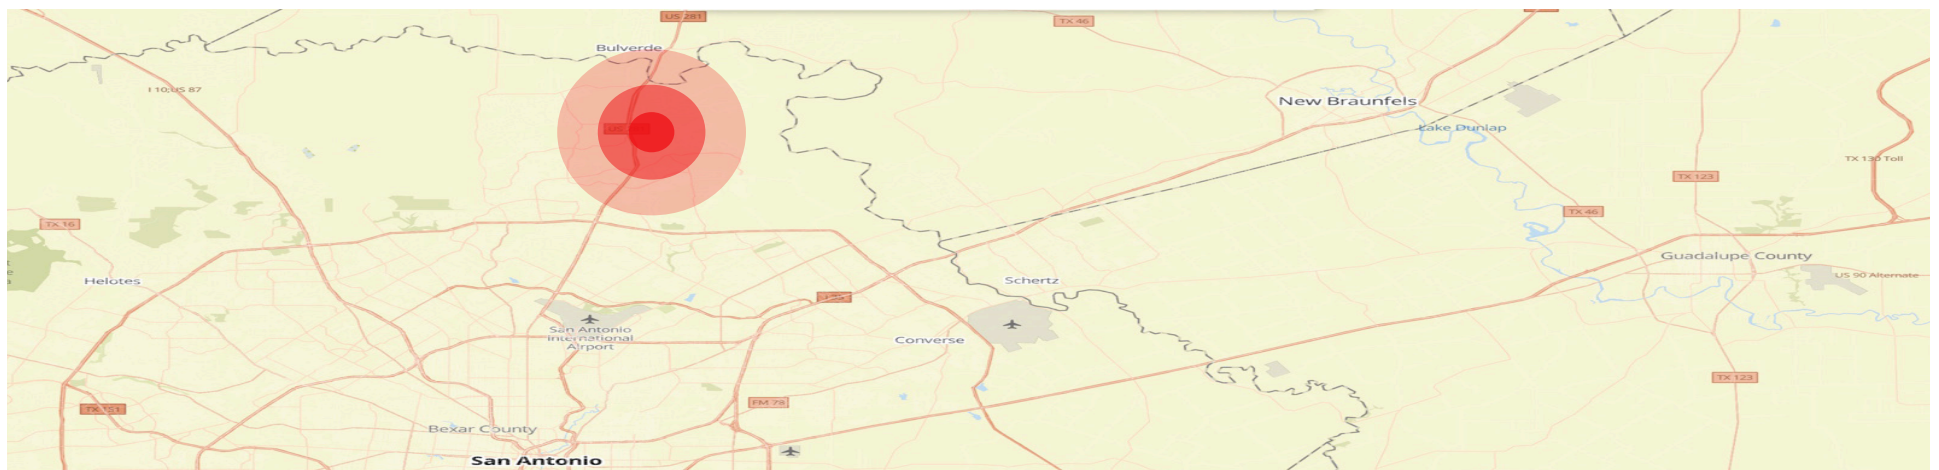 US 281
TX 46
Bulverde
I 10;US 87
New Braunfels
Lake Dunlap
TX 130 Toll
TX 123
TX 46
TX 16
Guadalupe County
US 90 Alternate
Helotes
Schertz
I 35
San Antonio
International
Airport
Converse
TX 123
TX 151
FM 78
Bexar County
San Antonio